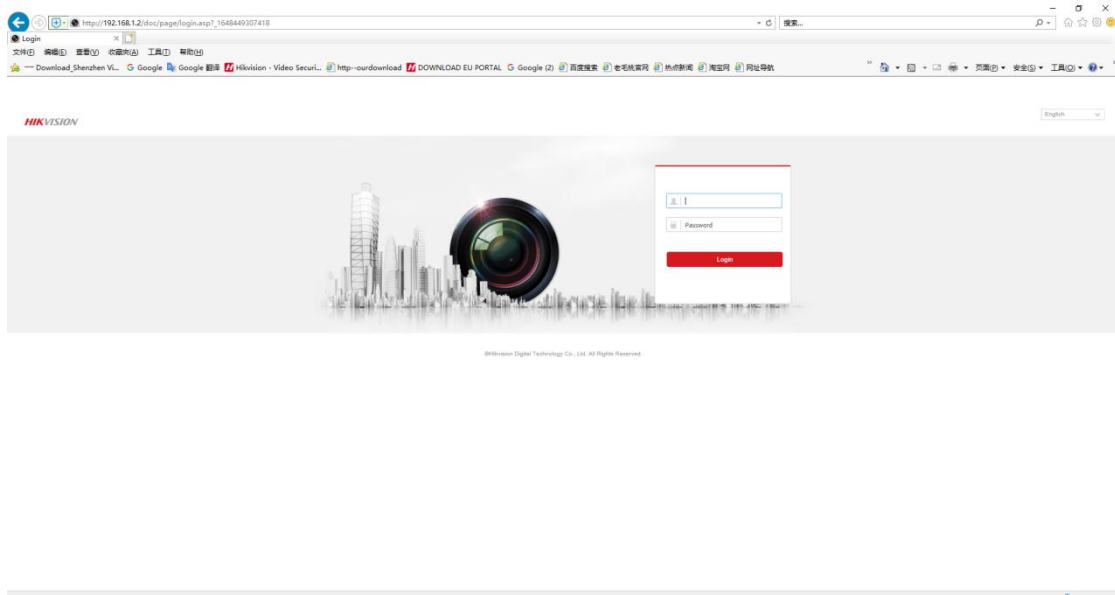 http://192.168.1.2/doc/page/login.asp?_1648449307418
搜索...
Login
文件(F) 编辑(E) 查看(V) 收藏夹(A) 工具(T) 帮助(H)
Download_Shenzhen Vi... Google Google 翻译 Hikvision - Video Securi... http--ourdownload DOWNLOAD EU PORTAL Google (2) 百度搜索 老毛桃官网 热点新闻 淘宝网 网址导航 页面(P) 安全(S) 工具(O)
HIKVISION
English
Password
Login
©Hikvision Digital Technology Co., Ltd. All Rights Reserved.